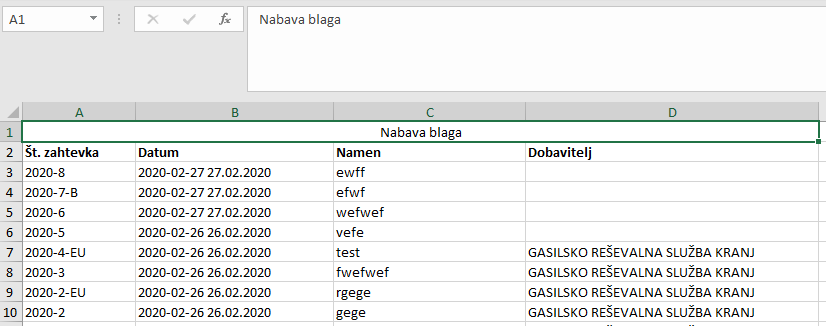 A1 Nabava blaga
A B C D
1 Nabava blaga
2 Št. zahtevka Datum Namen Dobavitelj
3 2020-8 2020-02-27 27.02.2020 ewff
4 2020-7-B 2020-02-27 27.02.2020 efwf
5 2020-6 2020-02-27 27.02.2020 wefwef
6 2020-5 2020-02-26 26.02.2020 vefe
7 2020-4-EU 2020-02-26 26.02.2020 test GASILSKO REŠEVALNA SLUŽBA KRANJ
8 2020-3 2020-02-26 26.02.2020 fwefwef GASILSKO REŠEVALNA SLUŽBA KRANJ
9 2020-2-EU 2020-02-26 26.02.2020 rgege GASILSKO REŠEVALNA SLUŽBA KRANJ
10 2020-2 2020-02-26 26.02.2020 gege GASILSKO REŠEVALNA SLUŽBA KRANJ